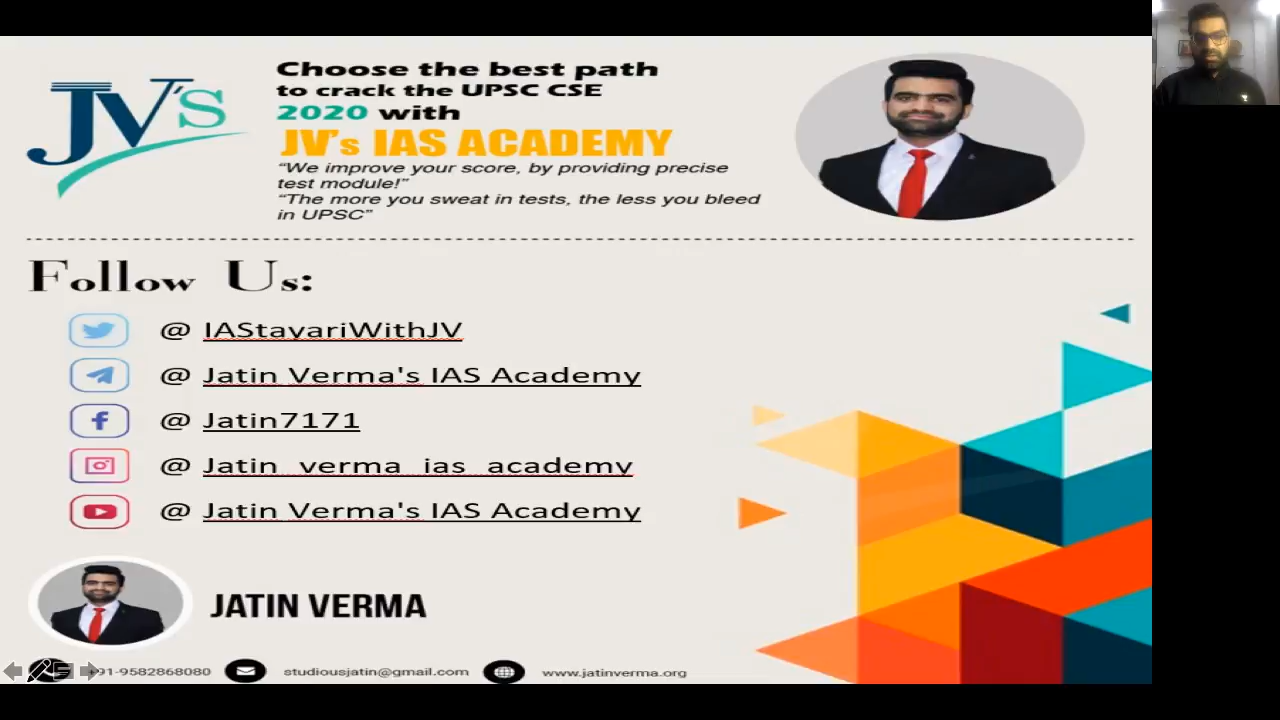 JV's
Choose the best path
to crack the UPSC CSE
2020 with
JV's IAS ACADEMY
“We improve your score, by providing precise
test module!”
“The more you sweat in tests, the less you bleed
in UPSC”
Follow Us:
@ IAStayariWithJV
@ Jatin Verma's IAS Academy
@ Jatin7171
@ Jatin_verma_ias_academy
@ Jatin Verma's IAS Academy
JATIN VERMA
91-9582868080 studiousjatin@gmail.com www.jatinverma.org